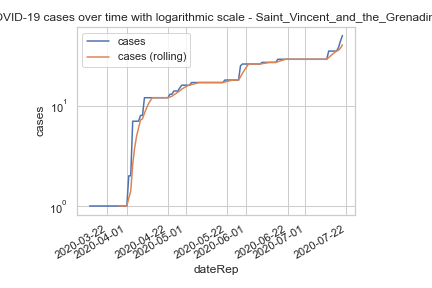 OVID-19 cases over time with logarithmic scale - Saint_Vincent_and_the_Grenadin
cases
cases (rolling)
10¹
10⁰
cases
2020-03-22
2020-04-01
2020-04-22
2020-05-01
2020-05-22
2020-06-01
2020-06-22
2020-07-01
2020-07-22
dateRep